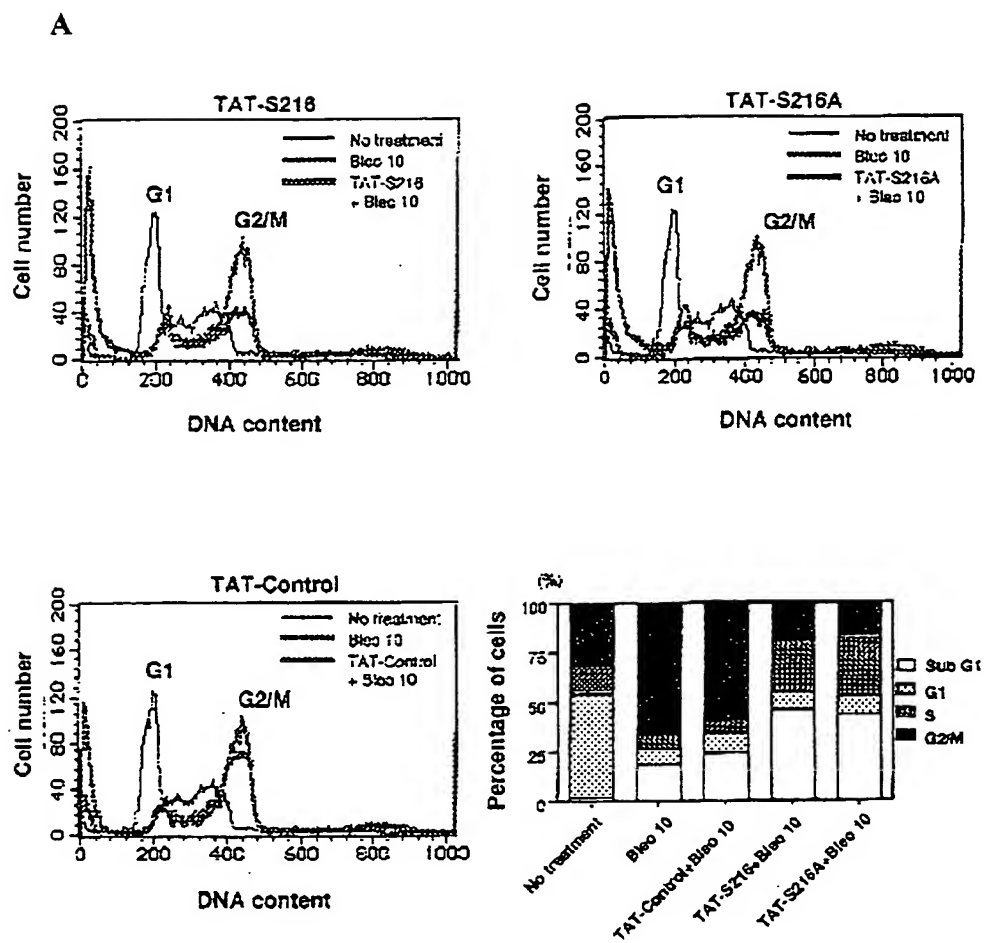 A
TAT-S216
200
160
120
80
40
0
Cell number
G1
G2/M
No treatment
Bleo 10
TAT-S216
+ Bleo 10
0 200 400 600 800 1000
DNA content
TAT-S216A
200
160
120
80
40
0
Cell number
G1
G2/M
No treatment
Bleo 10
TAT-S216A
+ Bleo 10
0 200 400 600 800 1000
DNA content
TAT-Control
200
160
120
80
40
0
Cell number
G1
G2/M
No treatment
Bleo 10
TAT-Control
+ Bleo 10
0 200 400 600 800 1000
DNA content
(%)
100
75
50
25
0
Percentage of cells
Sub G1
G1
S
G2/M
No treatment
Bleo 10
TAT-Control+Bleo 10
TAT-S216+Bleo 10
TAT-S216A+Bleo 10